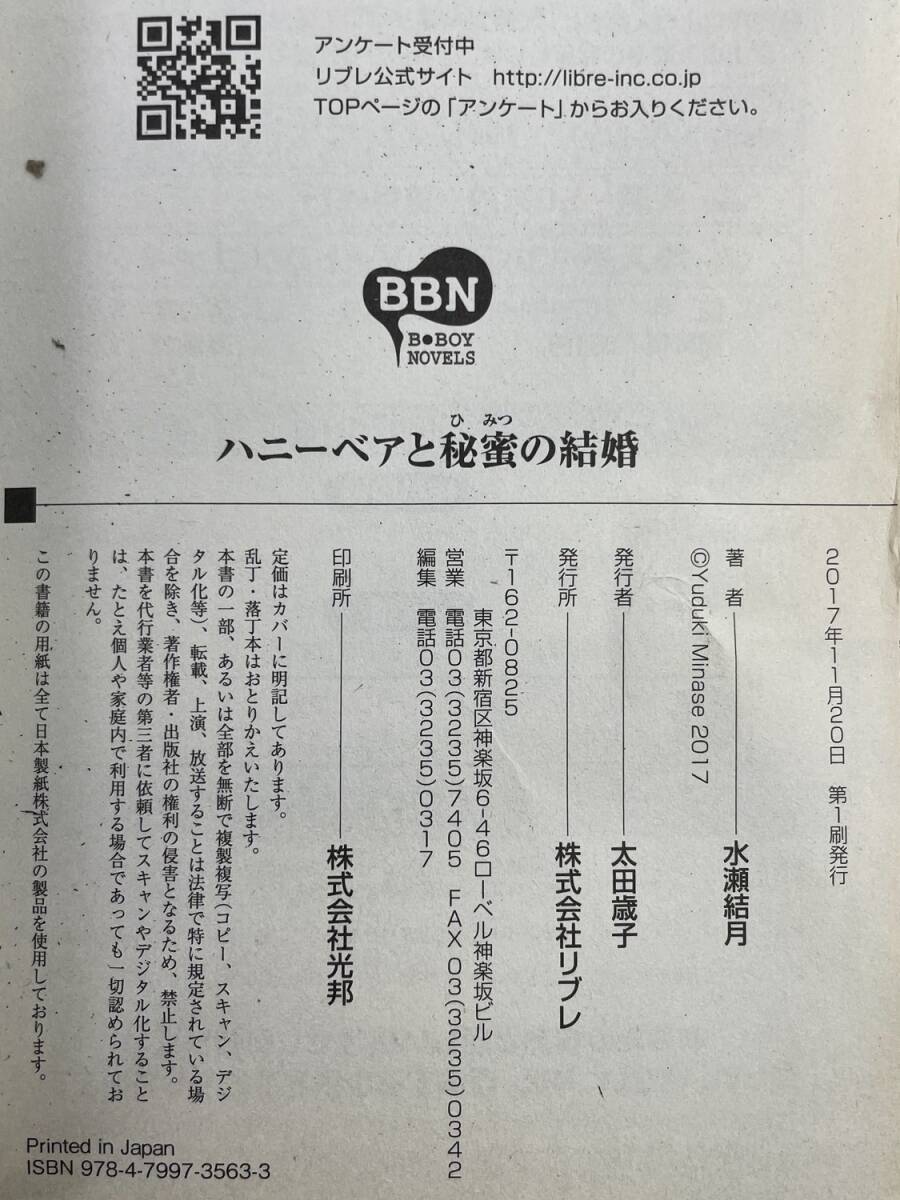 アンケート受付中
リブレ公式サイト　http://libre-inc.co.jp
TOPページの「アンケート」からお入りください。
BBN
B●BOY
NOVELS
ひ みつ
ハニーベアと秘蜜の結婚
2017年11月20日　第1刷発行
著　者――水瀬結月
©Yuduki Minase 2017
発行者――太田歳子
発行所――株式会社リブレ
〒162-0825
東京都新宿区神楽坂6-46ローベル神楽坂ビル
営業　電話03(3235)7405　FAX 03(3235)0342
編集　電話03(3235)0317
印刷所――株式会社光邦
定価はカバーに明記してあります。
乱丁・落丁本はおとりかえいたします。
本書の一部、あるいは全部を無断で複製複写(コピー、スキャン、デジ
タル化等)、転載、上演、放送することは法律で特に規定されている場
合を除き、著作権者・出版社の権利の侵害となるため、禁止します。
本書を代行業者等の第三者に依頼してスキャンやデジタル化すること
は、たとえ個人や家庭内で利用する場合であっても一切認められてお
りません。
この書籍の用紙は全て日本製紙株式会社の製品を使用しております。
Printed in Japan
ISBN 978-4-7997-3563-3